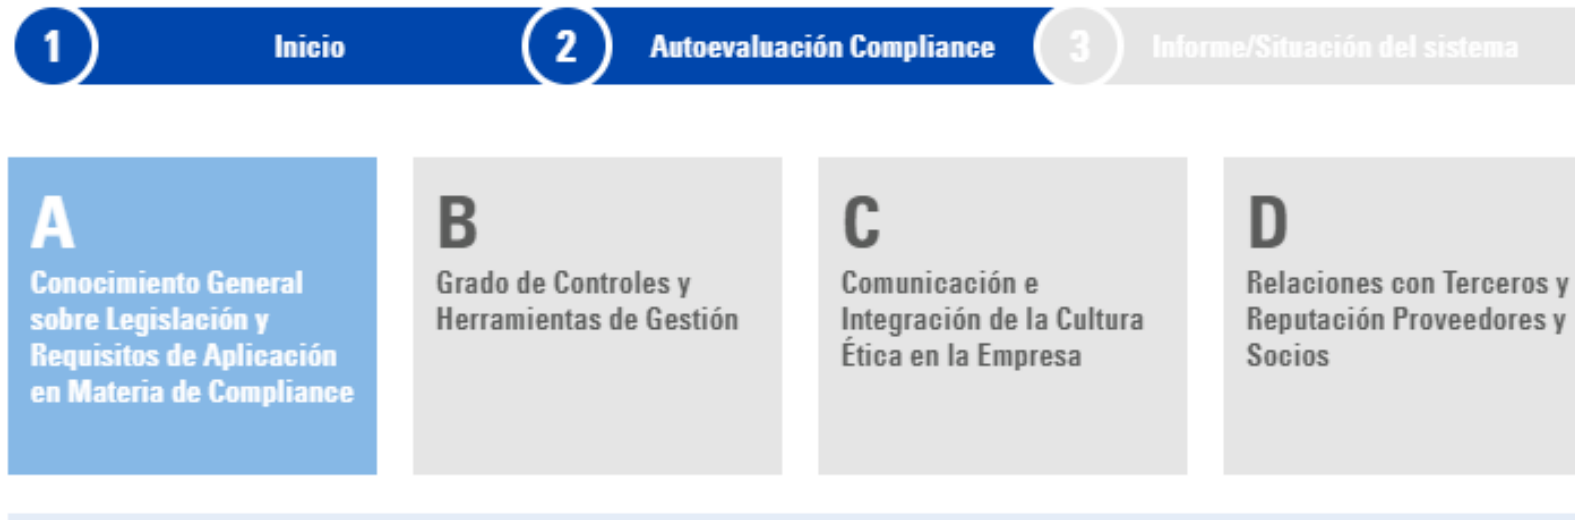 1 Inicio 2 Autoevaluación Compliance 3 Informe/Situación del sistema
A
Conocimiento General
sobre Legislación y
Requisitos de Aplicación
en Materia de Compliance
B
Grado de Controles y
Herramientas de Gestión
C
Comunicación e
Integración de la Cultura
Ética en la Empresa
D
Relaciones con Terceros y
Reputación Proveedores y
Socios